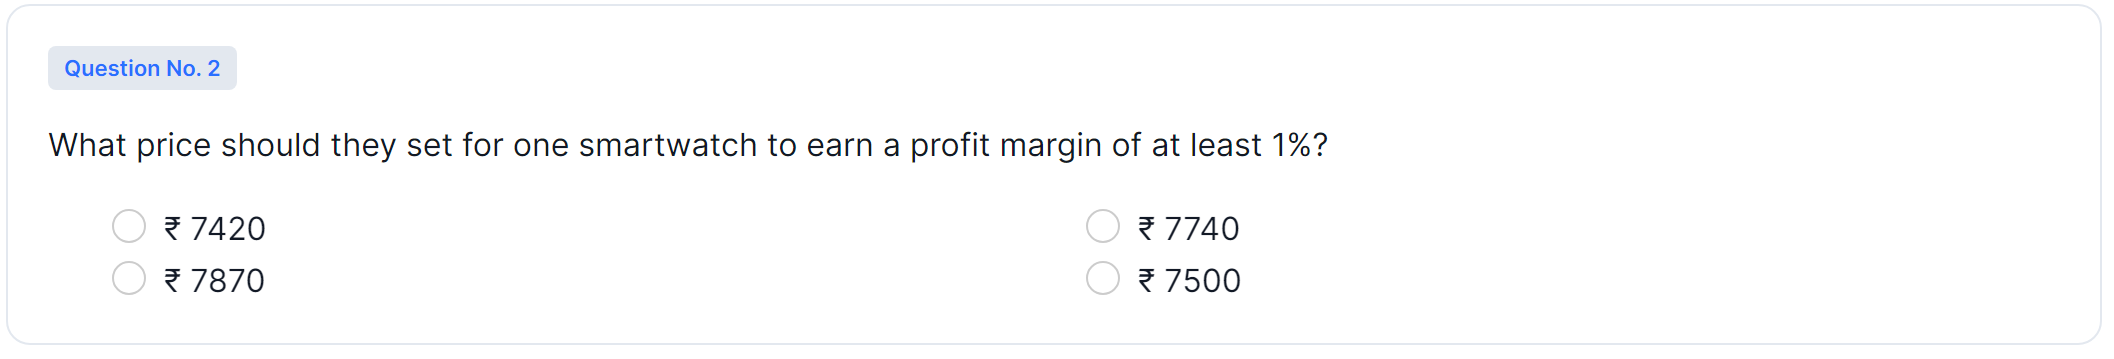 Question No. 2
What price should they set for one smartwatch to earn a profit margin of at least 1%?
₹ 7420
₹ 7740
₹ 7870
₹ 7500